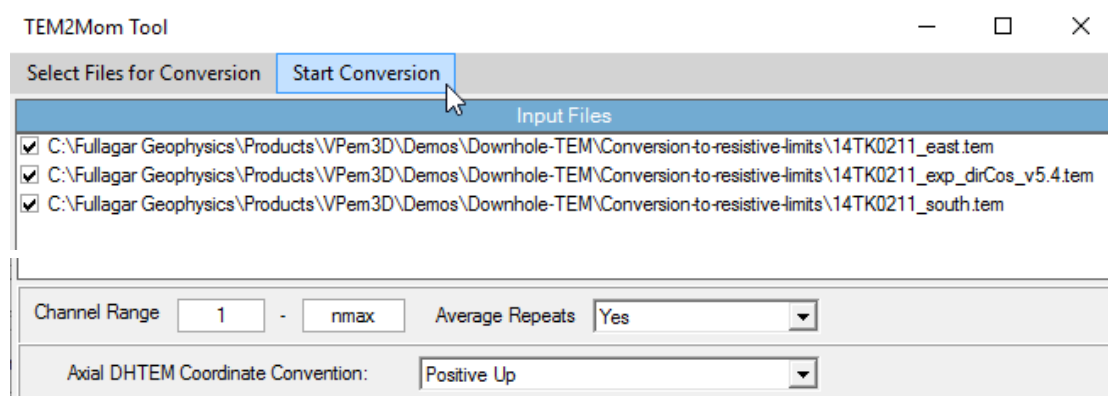 TEM2Mom Tool
Select Files for Conversion Start Conversion
Input Files
C:\Fullagar Geophysics\Products\VPem3D\Demos\Downhole-TEM\Conversion-to-resistive-limits\14TK0211_east.tem
C:\Fullagar Geophysics\Products\VPem3D\Demos\Downhole-TEM\Conversion-to-resistive-limits\14TK0211_exp_dirCos_v5.4.tem
C:\Fullagar Geophysics\Products\VPem3D\Demos\Downhole-TEM\Conversion-to-resistive-limits\14TK0211_south.tem
Channel Range 1 - nmax Average Repeats Yes
Axial DHTEM Coordinate Convention: Positive Up